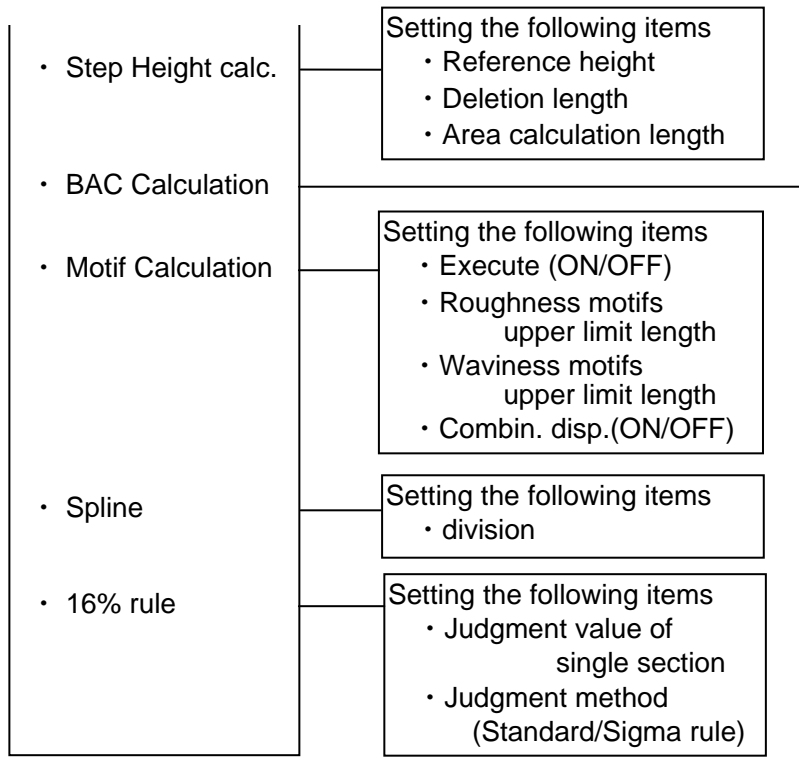 ・ Step Height calc.
Setting the following items
・Reference height
・Deletion length
・Area calculation length
・ BAC Calculation
・ Motif Calculation
Setting the following items
・Execute (ON/OFF)
・Roughness motifs
upper limit length
・Waviness motifs
upper limit length
・Combin. disp.(ON/OFF)
・ Spline
Setting the following items
・division
・ 16% rule
Setting the following items
・Judgment value of
single section
・Judgment method
(Standard/Sigma rule)